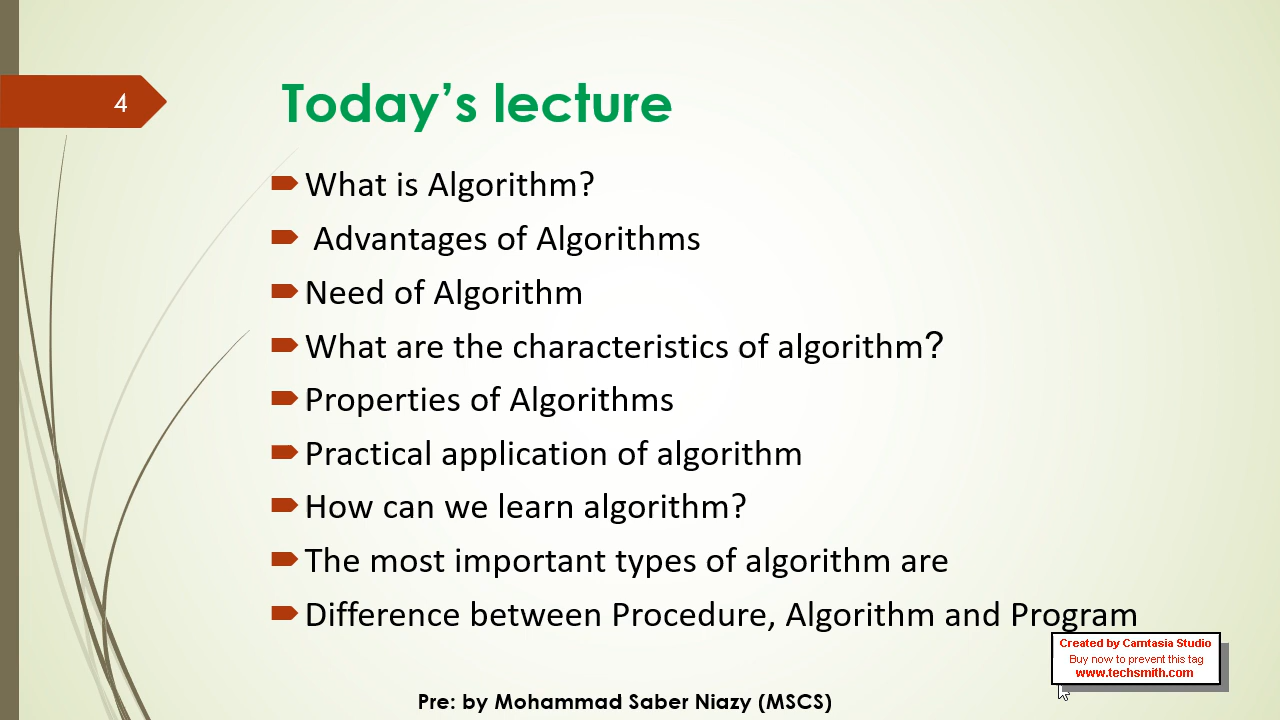 4
Today’s lecture
What is Algorithm?
Advantages of Algorithms
Need of Algorithm
What are the characteristics of algorithm?
Properties of Algorithms
Practical application of algorithm
How can we learn algorithm?
The most important types of algorithm are
Difference between Procedure, Algorithm and Program
Created by Camtasia Studio
Buy now to prevent this tag
www.techsmith.com
Pre: by Mohammad Saber Niazy (MSCS)